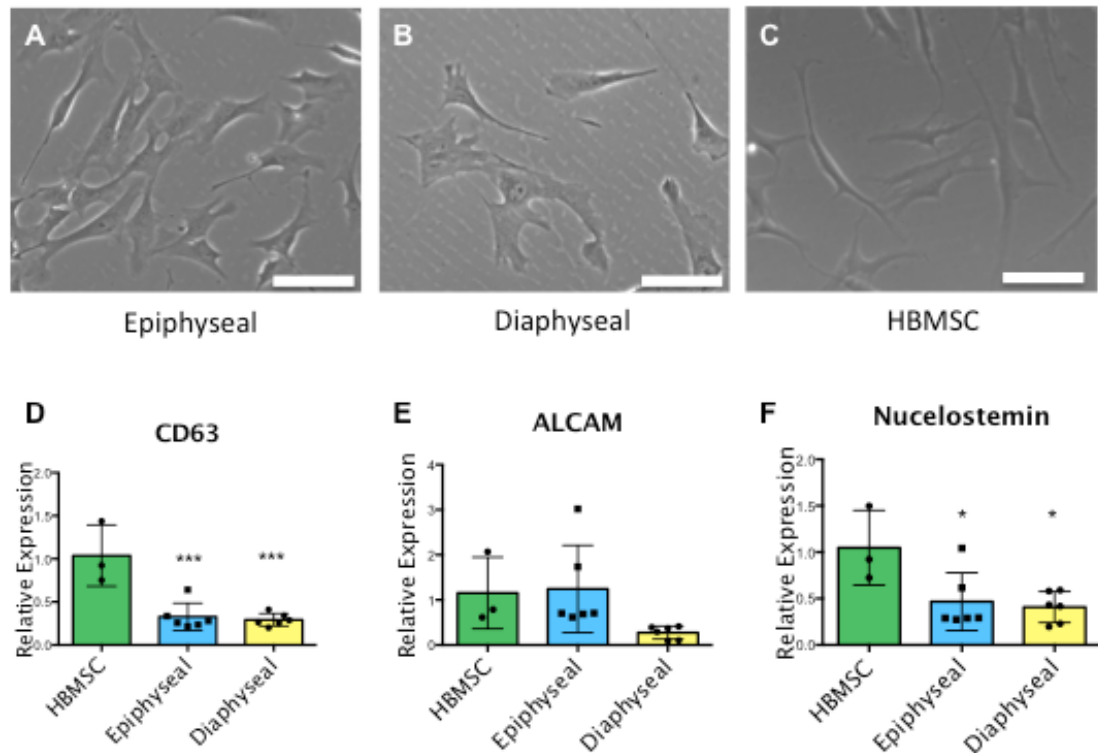 A
B
C
Epiphyseal
Diaphyseal
HBMSC
D
CD63
Relative Expression
2.0
1.5
1.0
0.5
0.0
***
***
HBMSC
Epiphyseal
Diaphyseal
E
ALCAM
Relative Expression
4
3
2
1
0
HBMSC
Epiphyseal
Diaphyseal
F
Nucelostemin
Relative Expression
2.0
1.5
1.0
0.5
0.0
*
*
HBMSC
Epiphyseal
Diaphyseal